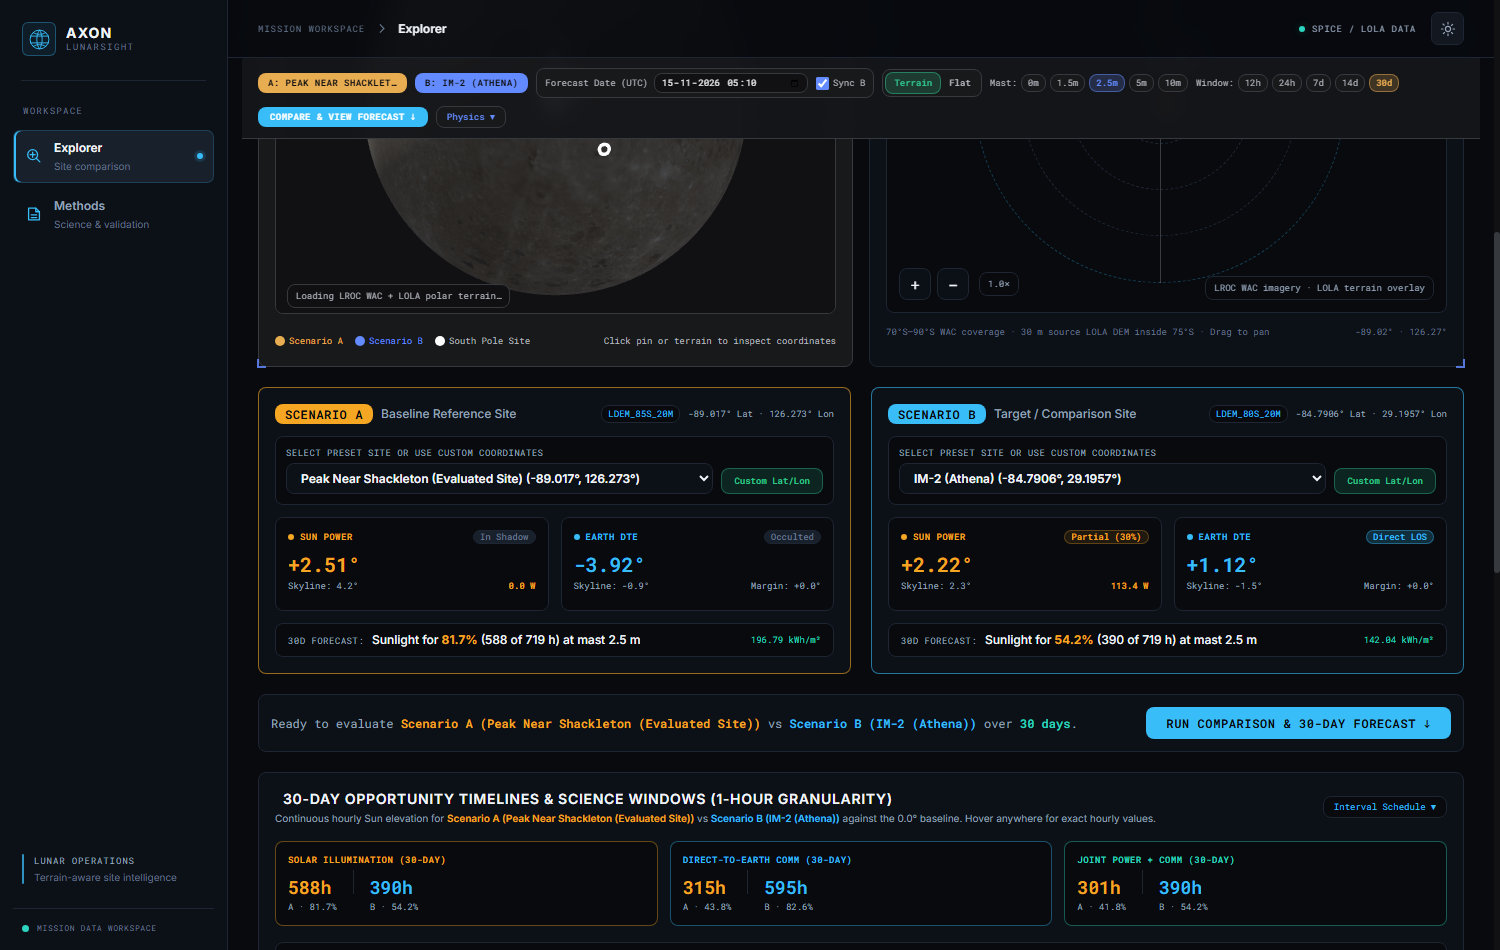 AXON
LUNARSIGHT
WORKSPACE
Explorer
Site comparison
Methods
Science & validation
LUNAR OPERATIONS
Terrain-aware site intelligence
MISSION DATA WORKSPACE
MISSION WORKSPACE > Explorer
SPICE / LOLA DATA
A: PEAK NEAR SHACKLET…
B: IM-2 (ATHENA)
Forecast Date (UTC) 15-11-2026 05:10
Sync B
Terrain Flat
Mast: 0m 1.5m 2.5m 5m 10m
Window: 12h 24h 7d 14d 30d
COMPARE & VIEW FORECAST ↓
Physics ▾
Loading LROC WAC + LOLA polar terrain…
Scenario A Scenario B South Pole Site
Click pin or terrain to inspect coordinates
+ − 1.0×
LROC WAC imagery · LOLA terrain overlay
70°S–90°S WAC coverage · 30 m source LOLA DEM inside 75°S · Drag to pan
-89.02° · 126.27°
SCENARIO A Baseline Reference Site
LDEM_85S_20M -89.017° Lat · 126.273° Lon
SELECT PRESET SITE OR USE CUSTOM COORDINATES
Peak Near Shackleton (Evaluated Site) (-89.017°, 126.273°)
Custom Lat/Lon
SUN POWER In Shadow
+2.51°
Skyline: 4.2° 0.0 W
EARTH DTE Occulted
-3.92°
Skyline: -0.9° Margin: +0.0°
30D FORECAST: Sunlight for 81.7% (588 of 719 h) at mast 2.5 m 196.79 kWh/m²
SCENARIO B Target / Comparison Site
LDEM_80S_20M -84.7906° Lat · 29.1957° Lon
SELECT PRESET SITE OR USE CUSTOM COORDINATES
IM-2 (Athena) (-84.7906°, 29.1957°)
Custom Lat/Lon
SUN POWER Partial (30%)
+2.22°
Skyline: 2.3° 113.4 W
EARTH DTE Direct LOS
+1.12°
Skyline: -1.5° Margin: +0.0°
30D FORECAST: Sunlight for 54.2% (390 of 719 h) at mast 2.5 m 142.04 kWh/m²
Ready to evaluate Scenario A (Peak Near Shackleton (Evaluated Site)) vs Scenario B (IM-2 (Athena)) over 30 days.
RUN COMPARISON & 30-DAY FORECAST ↓
30-DAY OPPORTUNITY TIMELINES & SCIENCE WINDOWS (1-HOUR GRANULARITY)
Continuous hourly Sun elevation for Scenario A (Peak Near Shackleton (Evaluated Site)) vs Scenario B (IM-2 (Athena)) against the 0.0° baseline. Hover anywhere for exact hourly values.
Interval Schedule ▾
SOLAR ILLUMINATION (30-DAY)
588h 390h
A · 81.7% B · 54.2%
DIRECT-TO-EARTH COMM (30-DAY)
315h 595h
A · 43.8% B · 82.6%
JOINT POWER + COMM (30-DAY)
301h 390h
A · 41.8% B · 54.2%